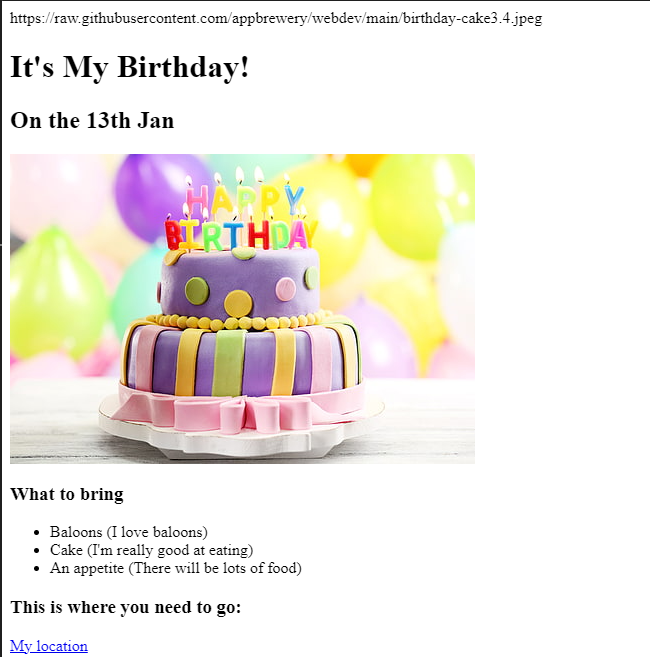 https://raw.githubusercontent.com/appbrewery/webdev/main/birthday-cake3.4.jpeg
It's My Birthday!
On the 13th Jan
HAPPY
BIRTHDAY
What to bring
Baloons (I love baloons)
Cake (I'm really good at eating)
An appetite (There will be lots of food)
This is where you need to go:
My location